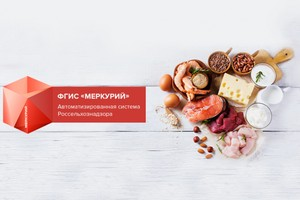 ФГИС «МЕРКУРИЙ»
Автоматизированная система
Россельхознадзора